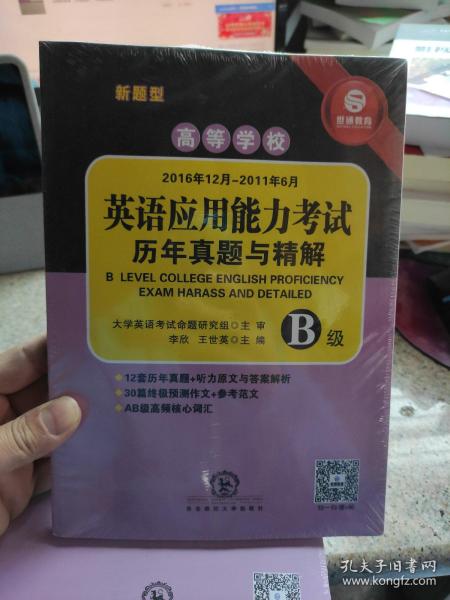 新题型
世通教育
高等学校
2016年12月-2011年6月
英语应用能力考试
历年真题与精解
B LEVEL COLLEGE ENGLISH PROFICIENCY
EXAM HARASS AND DETAILED
大学英语考试命题研究组 主 审
李欣 王世英 主 编
B级
12套历年真题+听力原文与答案解析
30篇终极预测作文+参考范文
AB级高频核心词汇
孔夫子旧书网
www.kongfz.com